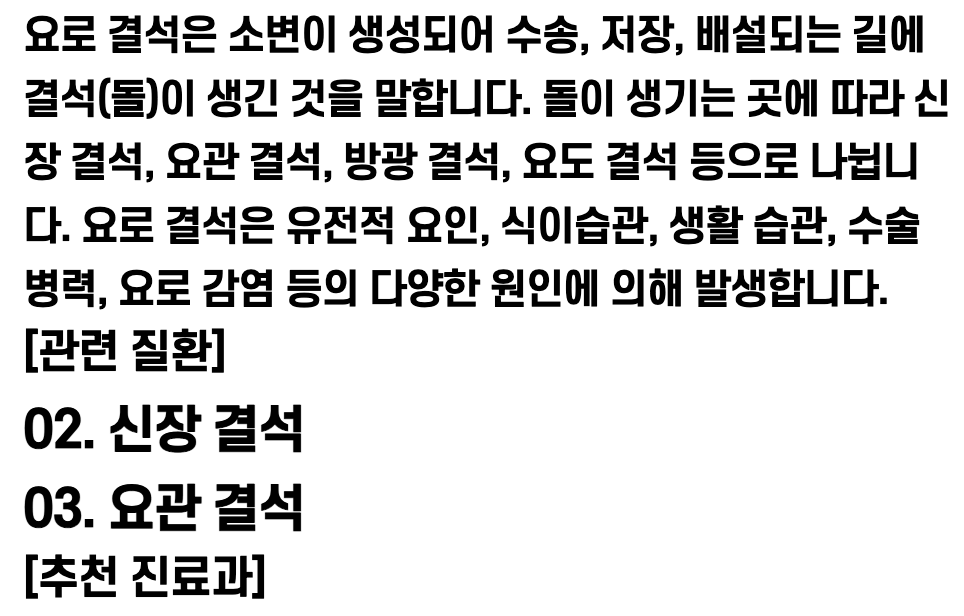 요로 결석은 소변이 생성되어 수송, 저장, 배설되는 길에
결석(돌)이 생긴 것을 말합니다. 돌이 생기는 곳에 따라 신
장 결석, 요관 결석, 방광 결석, 요도 결석 등으로 나뉩니
다. 요로 결석은 유전적 요인, 식이습관, 생활 습관, 수술
병력, 요로 감염 등의 다양한 원인에 의해 발생합니다.
[관련 질환]
02. 신장 결석
03. 요관 결석
[추천 진료과]